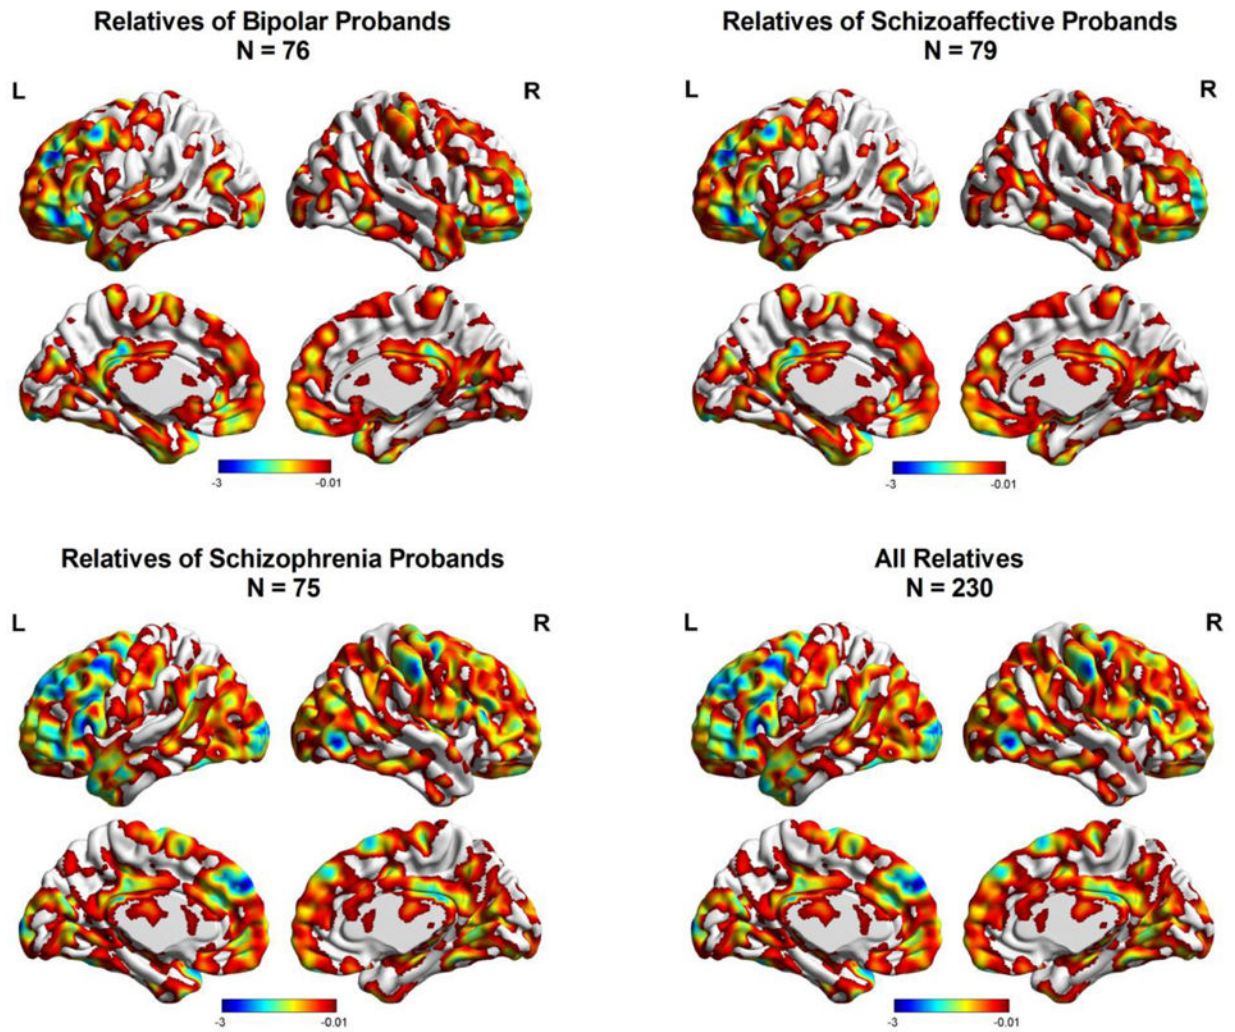 Relatives of Bipolar Probands
N = 76
L
R
-3
-0.01
Relatives of Schizoaffective Probands
N = 79
L
R
-3
-0.01
Relatives of Schizophrenia Probands
N = 75
L
R
-3
-0.01
All Relatives
N = 230
L
R
-3
-0.01